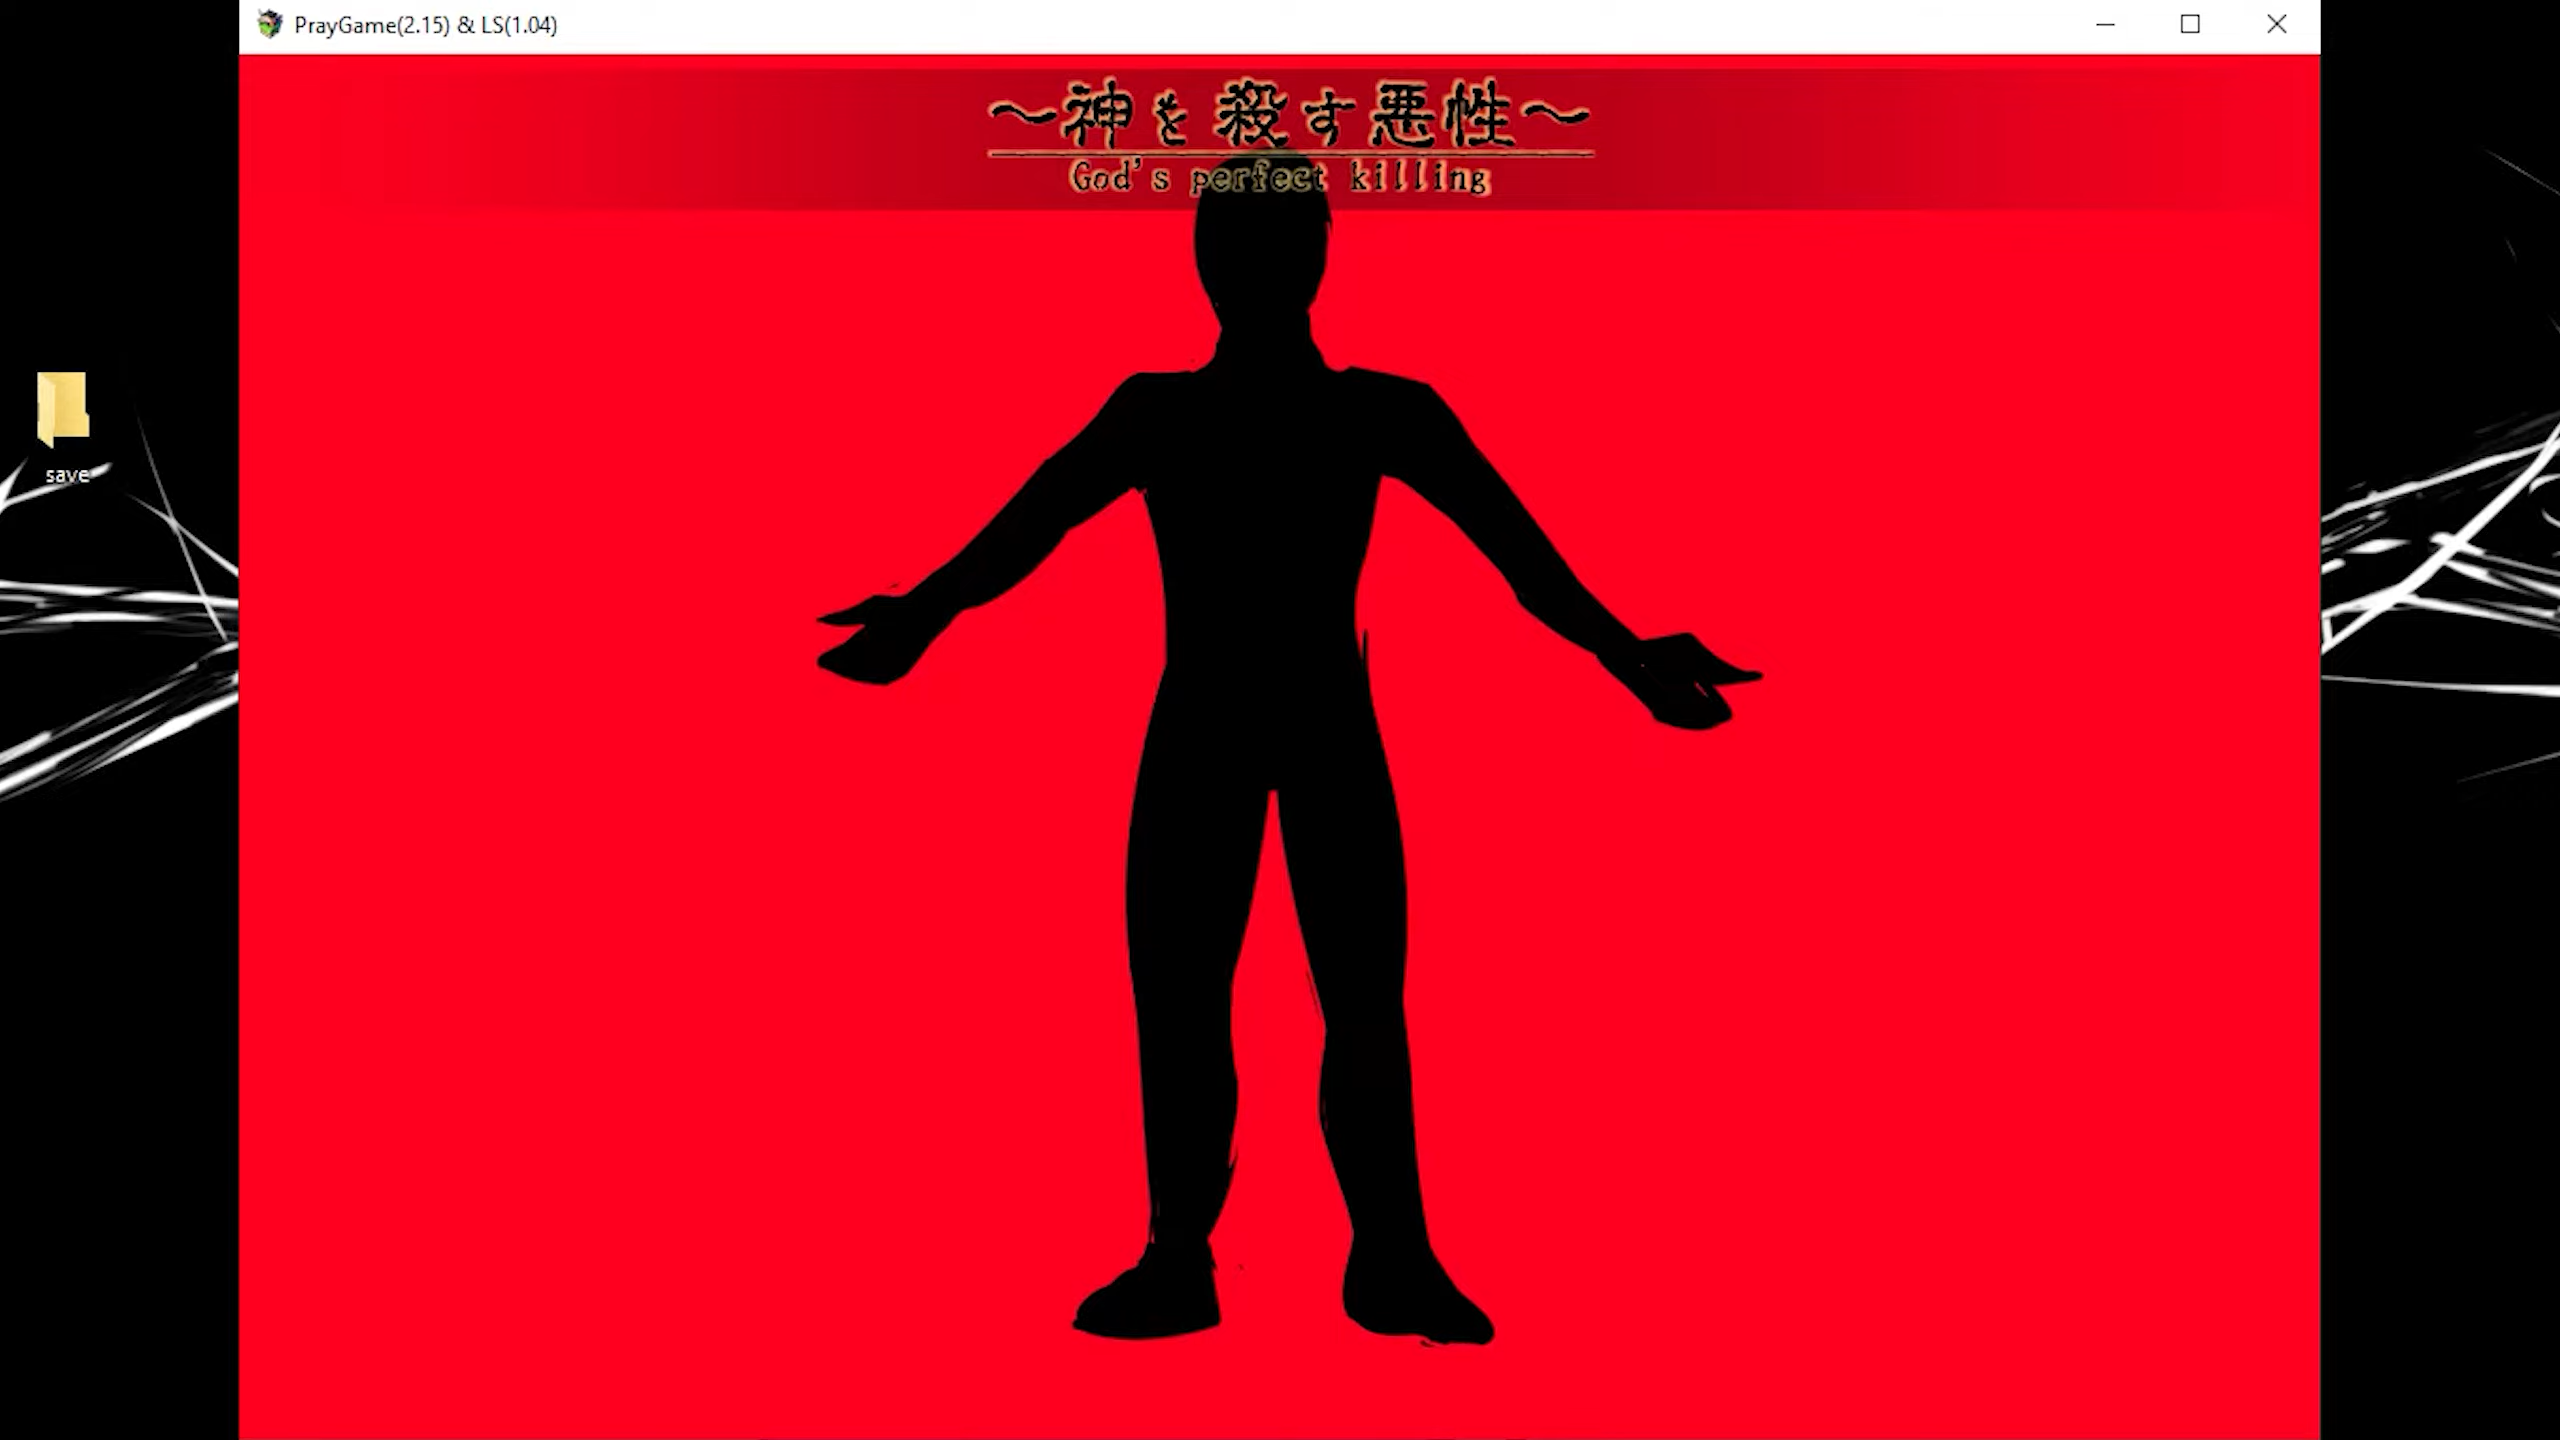 PrayGame(2.15) & LS(1.04)
～神を殺す悪性～
God's perfect killing
save